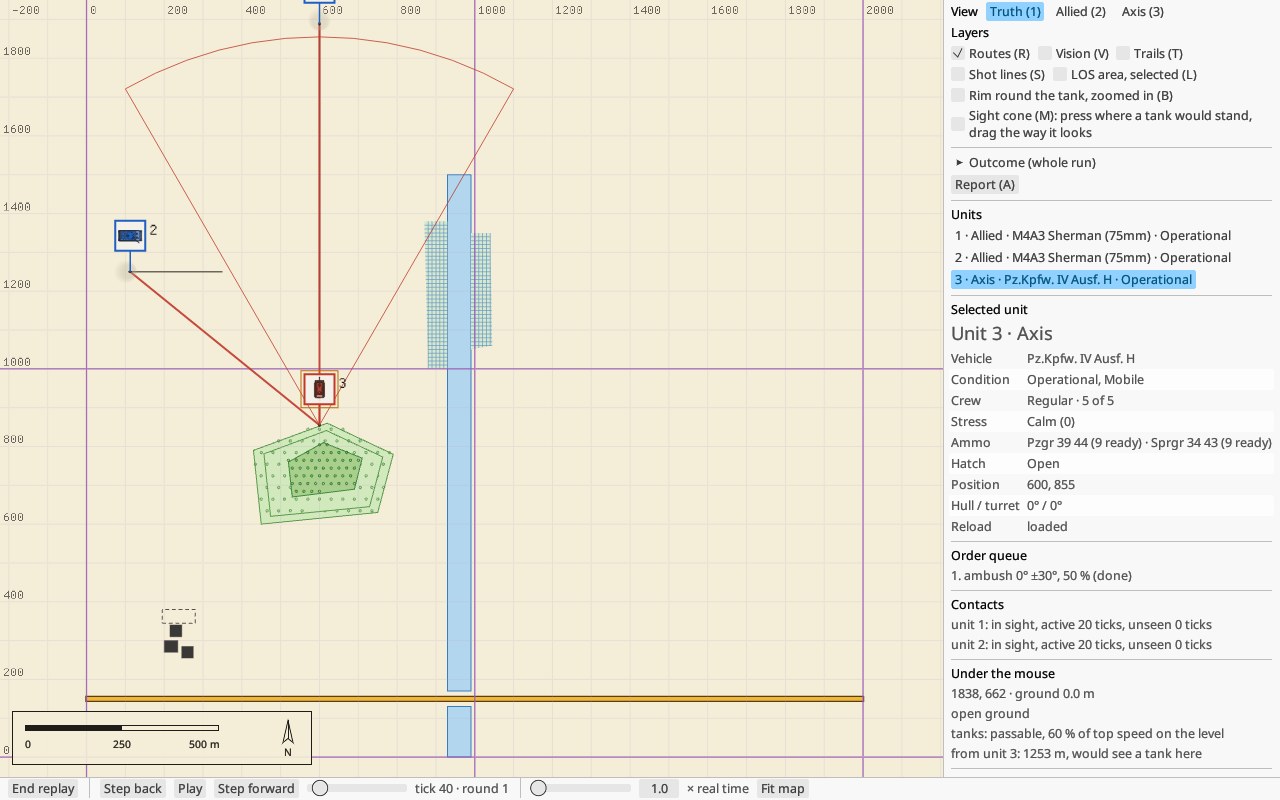 -200 0 200 400 600 800 1000 1200 1400 1600 1800 2000
1800
1600
1400
1200
1000
800
600
400
200
0
2
3
0 250 500 m
N
View Truth (1) Allied (2) Axis (3)
Layers
Routes (R) Vision (V) Trails (T)
Shot lines (S) LOS area, selected (L)
Rim round the tank, zoomed in (B)
Sight cone (M): press where a tank would stand,
drag the way it looks
Outcome (whole run)
Report (A)
Units
1 · Allied · M4A3 Sherman (75mm) · Operational
2 · Allied · M4A3 Sherman (75mm) · Operational
3 · Axis · Pz.Kpfw. IV Ausf. H · Operational
Selected unit
Unit 3 · Axis
Vehicle Pz.Kpfw. IV Ausf. H
Condition Operational, Mobile
Crew Regular · 5 of 5
Stress Calm (0)
Ammo Pzgr 39 44 (9 ready) · Sprgr 34 43 (9 ready)
Hatch Open
Position 600, 855
Hull / turret 0° / 0°
Reload loaded
Order queue
1. ambush 0° ±30°, 50 % (done)
Contacts
unit 1: in sight, active 20 ticks, unseen 0 ticks
unit 2: in sight, active 20 ticks, unseen 0 ticks
Under the mouse
1838, 662 · ground 0.0 m
open ground
tanks: passable, 60 % of top speed on the level
from unit 3: 1253 m, would see a tank here
End replay Step back Play Step forward tick 40 · round 1 1.0 × real time Fit map